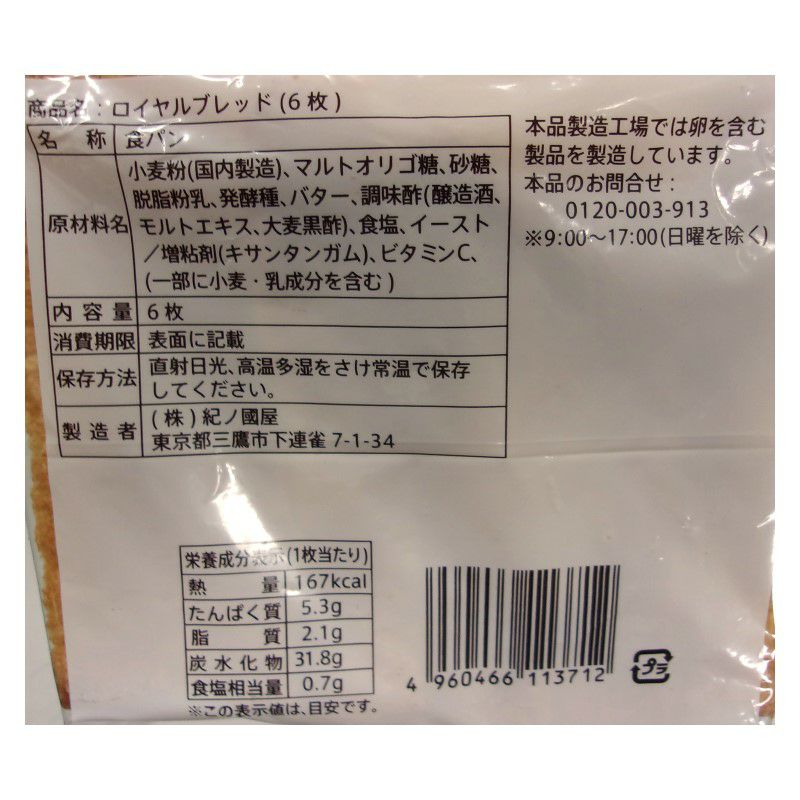 商品名:ロイヤルブレッド(6枚)
名称 食パン
原材料名 小麦粉(国内製造)、マルトオリゴ糖、砂糖、
脱脂粉乳、発酵種、バター、調味酢(醸造酒、
モルトエキス、大麦黒酢)、食塩、イースト
/増粘剤(キサンタンガム)、ビタミンC、
(一部に小麦・乳成分を含む)
内容量 6枚
消費期限 表面に記載
保存方法 直射日光、高温多湿をさけ常温で保存
してください。
製造者 (株)紀ノ國屋
東京都三鷹市下連雀 7-1-34
本品製造工場では卵を含む
製品を製造しています。
本品のお問合せ:
0120-003-913
※9:00~17:00(日曜を除く)
栄養成分表示(1枚当たり)
熱量 167kcal
たんぱく質 5.3g
脂質 2.1g
炭水化物 31.8g
食塩相当量 0.7g
※この表示値は、目安です。
4 960466 113712
プラ